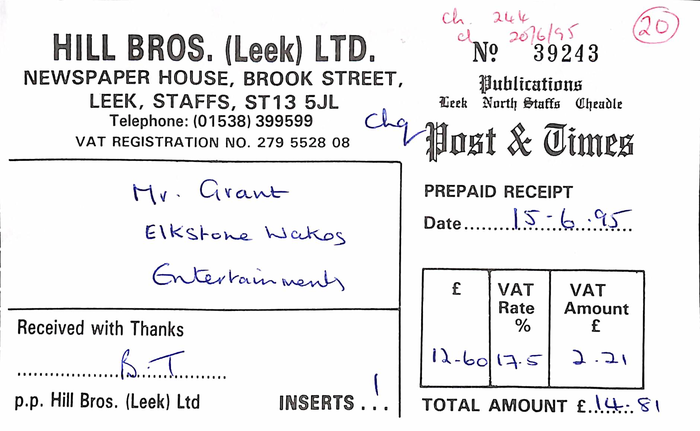 ch. 244
d 20/6/95
20
HILL BROS. (Leek) LTD.
NEWSPAPER HOUSE, BROOK STREET,
LEEK, STAFFS, ST13 5JL
Telephone: (01538) 399599
VAT REGISTRATION NO. 279 5528 08
Nº 39243
Publications
Leek North Staffs Cheadle
Chq
Post & Times
PREPAID RECEIPT
Date 15-6.95
Mr. Grant
Elkstone Wakes
Entertainments
£ VAT Rate % VAT Amount £
12-60 17.5 2.21
Received with Thanks
B.T
p.p. Hill Bros. (Leek) Ltd
INSERTS 1
TOTAL AMOUNT £ 14.81